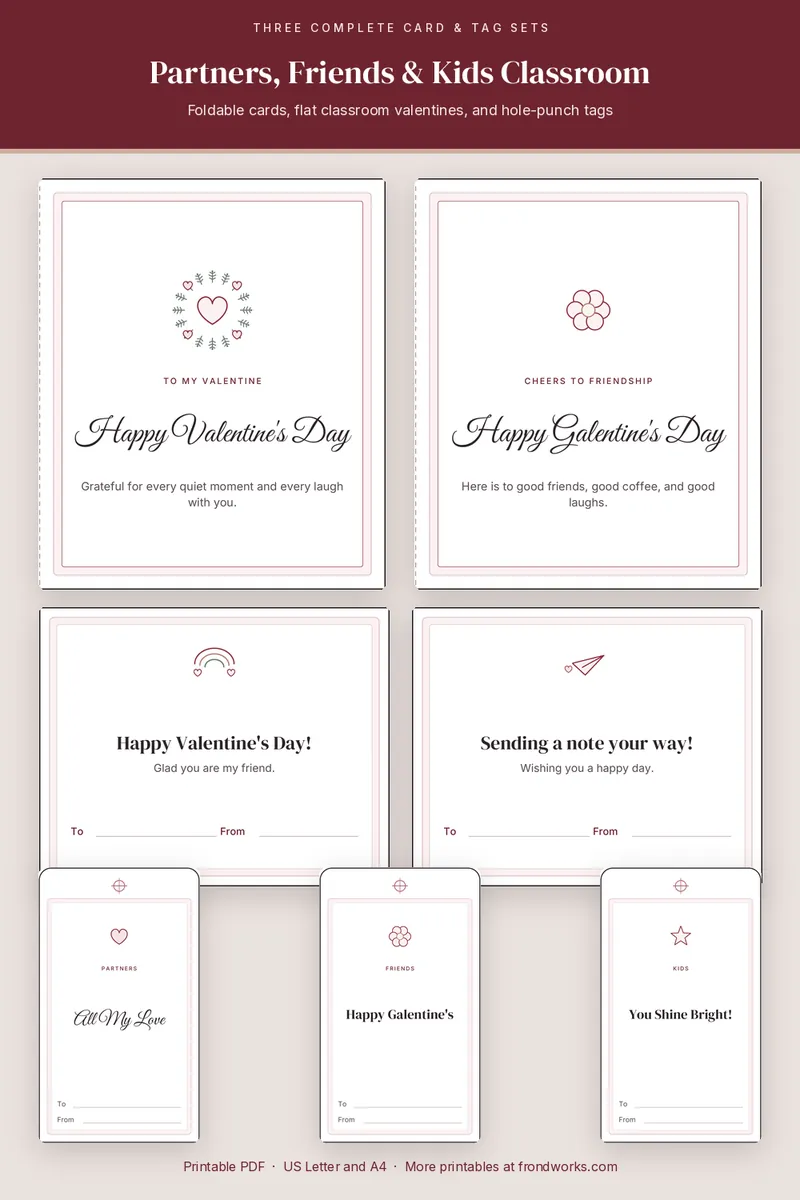 THREE COMPLETE CARD & TAG SETS
Partners, Friends & Kids Classroom
Foldable cards, flat classroom valentines, and hole-punch tags
TO MY VALENTINE
Happy Valentine's Day
Grateful for every quiet moment and every laugh
with you.
CHEERS TO FRIENDSHIP
Happy Galentine's Day
Here is to good friends, good coffee, and good
laughs.
Happy Valentine's Day!
Glad you are my friend.
To From
Sending a note your way!
Wishing you a happy day.
To From
PARTNERS
All My Love
To
From
FRIENDS
Happy Galentine's
To
From
KIDS
You Shine Bright!
To
From
Printable PDF · US Letter and A4 · More printables at frondworks.com